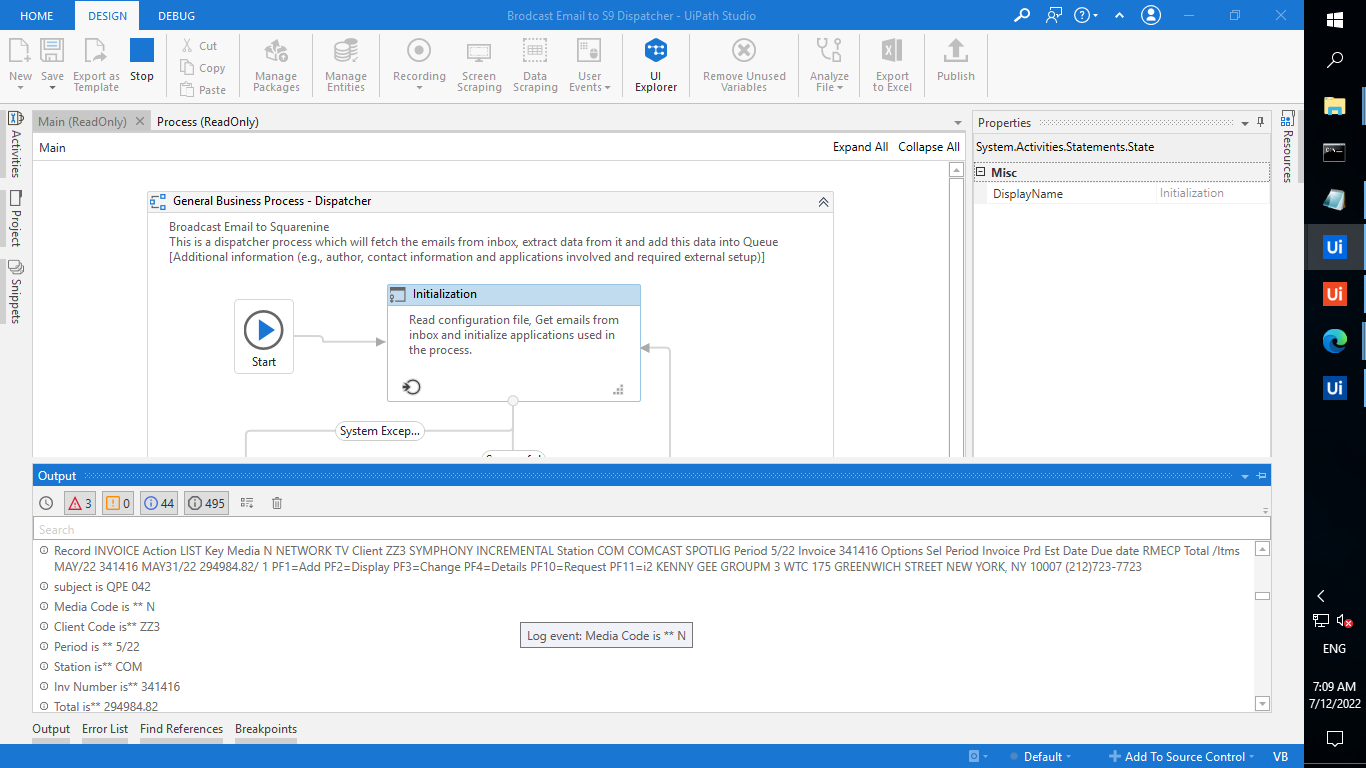 HOME DESIGN DEBUG Brodcast Email to S9 Dispatcher - UiPath Studio
New Save Export as Template Stop Cut Copy Paste Manage Packages Manage Entities Recording Screen Scraping Data Scraping User Events UI Explorer Remove Unused Variables Analyze File Export to Excel Publish
Main (ReadOnly) Process (ReadOnly)
Main Expand All Collapse All
Activities
Project
Snippets
General Business Process - Dispatcher
Broadcast Email to Squarenine
This is a dispatcher process which will fetch the emails from inbox, extract data from it and add this data into Queue
[Additional information (e.g., author, contact information and applications involved and required external setup)]
Start
Initialization
Read configuration file, Get emails from
inbox and initialize applications used in
the process.
System Excep...
Properties
System.Activities.Statements.State
Misc
DisplayName Initialization
Resources
Output
3 0 44 495
Search
Record INVOICE Action LIST Key Media N NETWORK TV Client ZZ3 SYMPHONY INCREMENTAL Station COM COMCAST SPOTLIG Period 5/22 Invoice 341416 Options Sel Period Invoice Prd Est Date Due date RMECP Total /Itms
MAY/22 341416 MAY31/22 294984.82/ 1 PF1=Add PF2=Display PF3=Change PF4=Details PF10=Request PF11=i2 KENNY GEE GROUPM 3 WTC 175 GREENWICH STREET NEW YORK, NY 10007 (212)723-7723
subject is QPE 042
Media Code is ** N
Client Code is** ZZ3
Log event: Media Code is ** N
Period is ** 5/22
Station is** COM
Inv Number is** 341416
Total is** 294984.82
Output Error List Find References Breakpoints
Default Add To Source Control VB
Ui
Ui
Ui
ENG
7:09 AM
7/12/2022